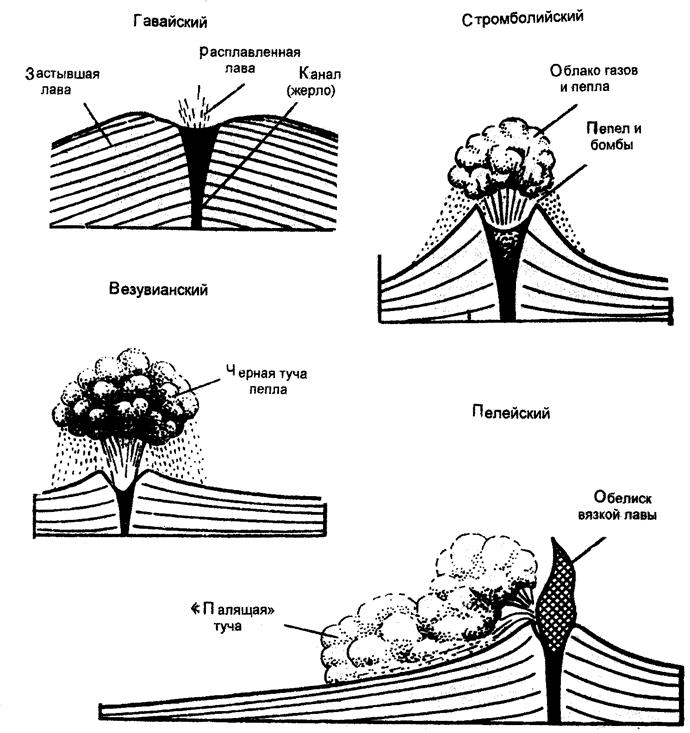 Гавайский
Застывшая
лава
расплавленная
лава
Канал
(жерло)
Стромболийский
Облако газов
и пепла
Пепел и
бомбы
Везувианский
Черная туча
пепла
Пелейский
Обелиск
вязкой лавы
«Палящая»
туча